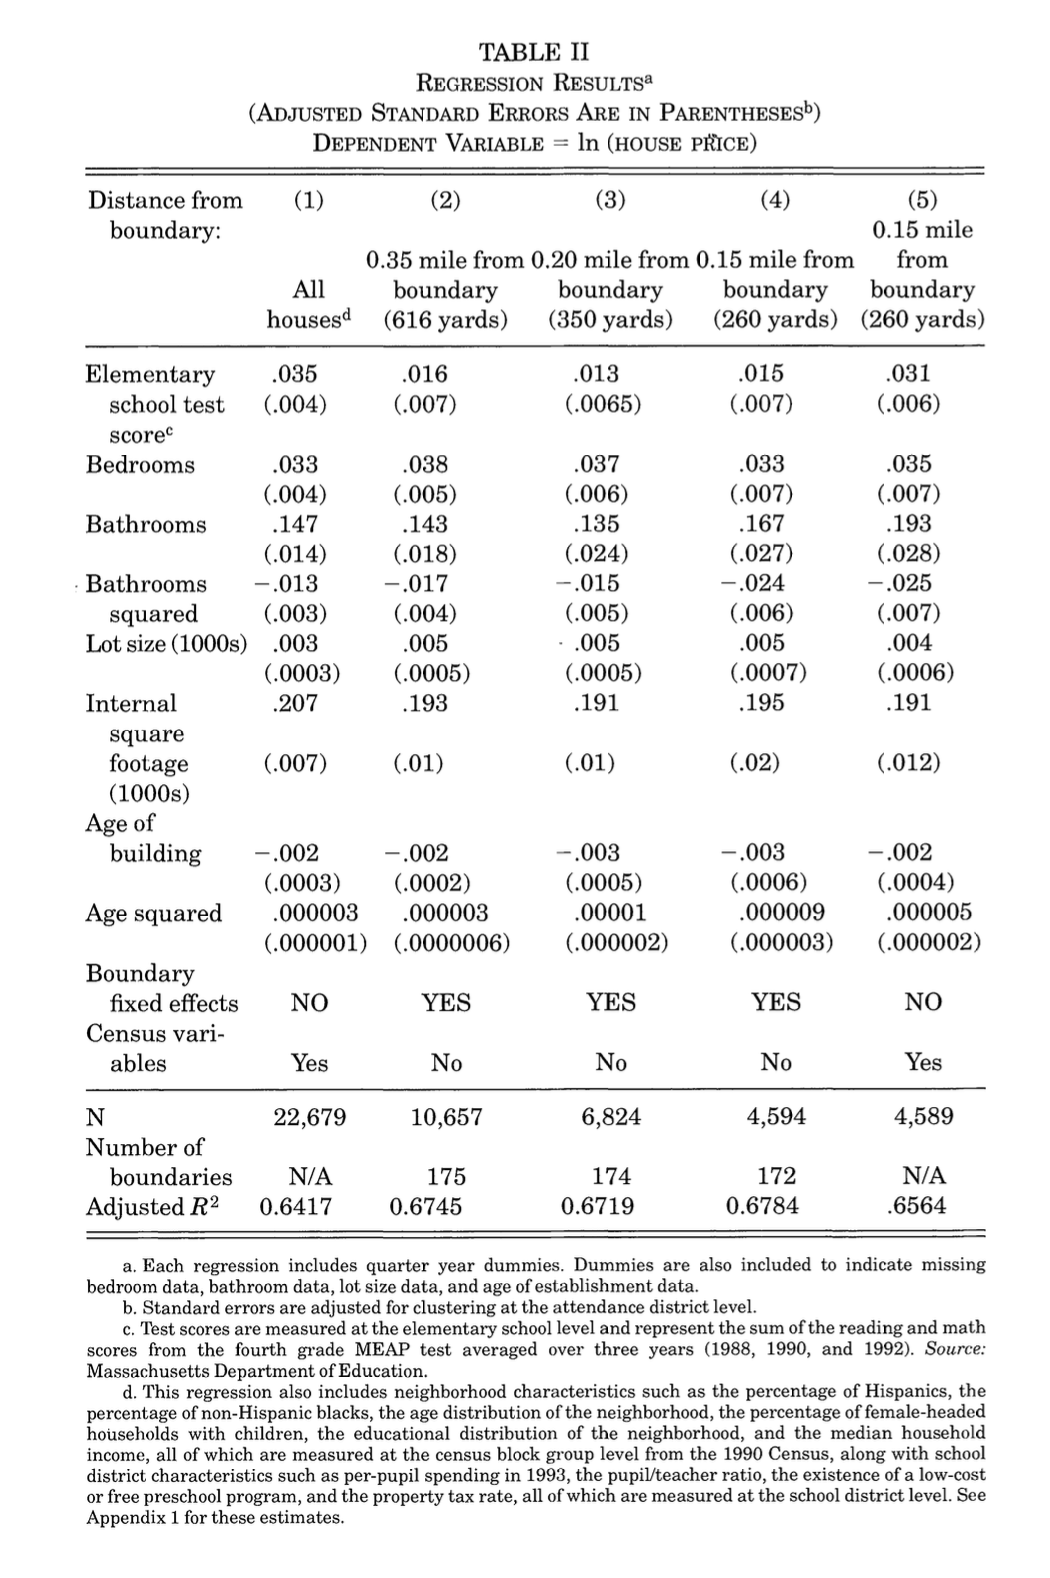 TABLE II
REGRESSION RESULTSa
(ADJUSTED STANDARD ERRORS ARE IN PARENTHESESb)
DEPENDENT VARIABLE = ln (HOUSE PRICE)
Distance from (1) (2) (3) (4) (5)
boundary: 0.15 mile
0.35 mile from 0.20 mile from 0.15 mile from from
All boundary boundary boundary boundary
housesd (616 yards) (350 yards) (260 yards) (260 yards)
Elementary .035 .016 .013 .015 .031
school test (.004) (.007) (.0065) (.007) (.006)
scorec
Bedrooms .033 .038 .037 .033 .035
(.004) (.005) (.006) (.007) (.007)
Bathrooms .147 .143 .135 .167 .193
(.014) (.018) (.024) (.027) (.028)
Bathrooms −.013 −.017 −.015 −.024 −.025
squared (.003) (.004) (.005) (.006) (.007)
Lot size (1000s) .003 .005 .005 .005 .004
(.0003) (.0005) (.0005) (.0007) (.0006)
Internal .207 .193 .191 .195 .191
square
footage (.007) (.01) (.01) (.02) (.012)
(1000s)
Age of
building −.002 −.002 −.003 −.003 −.002
(.0003) (.0002) (.0005) (.0006) (.0004)
Age squared .000003 .000003 .00001 .000009 .000005
(.000001) (.0000006) (.000002) (.000003) (.000002)
Boundary
fixed effects NO YES YES YES NO
Census vari-
ables Yes No No No Yes
N 22,679 10,657 6,824 4,594 4,589
Number of
boundaries N/A 175 174 172 N/A
Adjusted R2 0.6417 0.6745 0.6719 0.6784 .6564
a. Each regression includes quarter year dummies. Dummies are also included to indicate missing
bedroom data, bathroom data, lot size data, and age of establishment data.
b. Standard errors are adjusted for clustering at the attendance district level.
c. Test scores are measured at the elementary school level and represent the sum of the reading and math
scores from the fourth grade MEAP test averaged over three years (1988, 1990, and 1992). Source:
Massachusetts Department of Education.
d. This regression also includes neighborhood characteristics such as the percentage of Hispanics, the
percentage of non-Hispanic blacks, the age distribution of the neighborhood, the percentage of female-headed
households with children, the educational distribution of the neighborhood, and the median household
income, all of which are measured at the census block group level from the 1990 Census, along with school
district characteristics such as per-pupil spending in 1993, the pupil/teacher ratio, the existence of a low-cost
or free preschool program, and the property tax rate, all of which are measured at the school district level. See
Appendix 1 for these estimates.